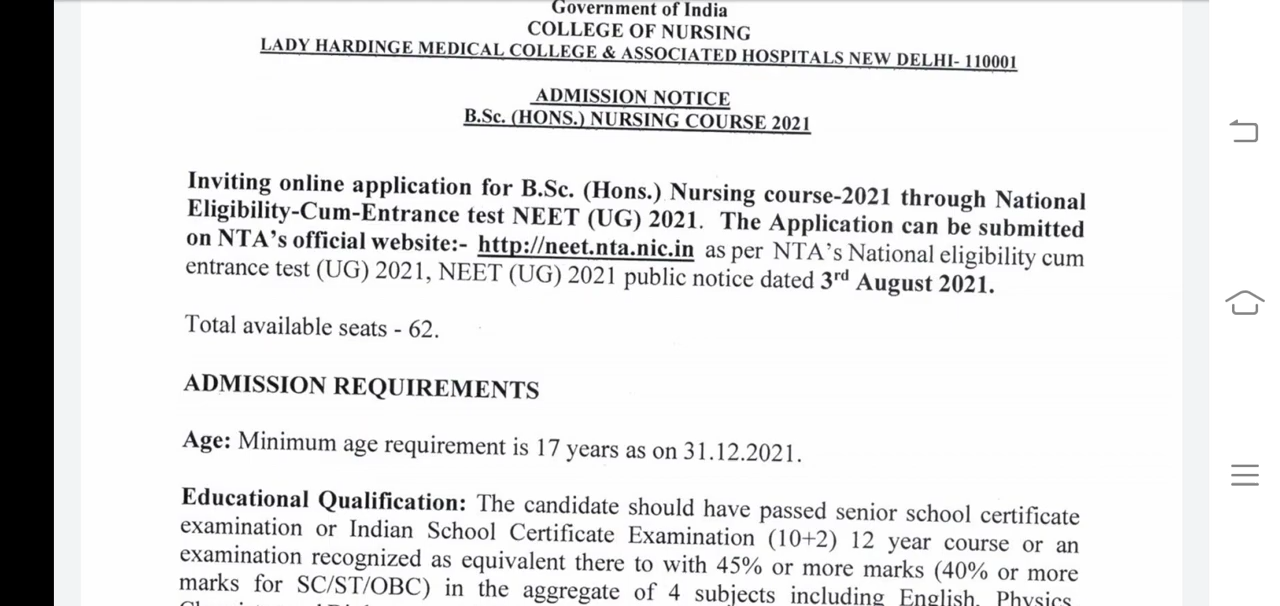 Government of India
COLLEGE OF NURSING
LADY HARDINGE MEDICAL COLLEGE & ASSOCIATED HOSPITALS NEW DELHI- 110001
ADMISSION NOTICE
B.Sc. (HONS.) NURSING COURSE 2021
Inviting online application for B.Sc. (Hons.) Nursing course-2021 through National
Eligibility-Cum-Entrance test NEET (UG) 2021. The Application can be submitted
on NTA's official website:- http://neet.nta.nic.in as per NTA's National eligibility cum
entrance test (UG) 2021, NEET (UG) 2021 public notice dated 3rd August 2021.
Total available seats - 62.
ADMISSION REQUIREMENTS
Age: Minimum age requirement is 17 years as on 31.12.2021.
Educational Qualification: The candidate should have passed senior school certificate
examination or Indian School Certificate Examination (10+2) 12 year course or an
examination recognized as equivalent there to with 45% or more marks (40% or more
marks for SC/ST/OBC) in the aggregate of 4 subjects including English, Physics,